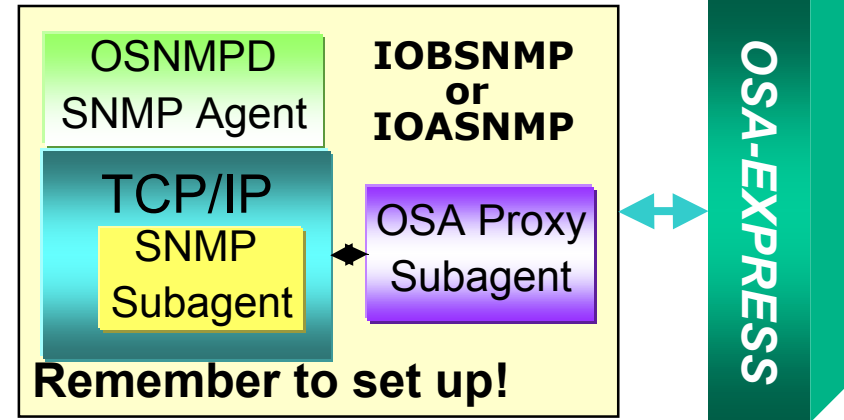 OSNMPD
SNMP Agent
IOBSNMP
or
IOASNMP
TCP/IP
SNMP
Subagent
OSA Proxy
Subagent
Remember to set up!
OSA-EXPRESS